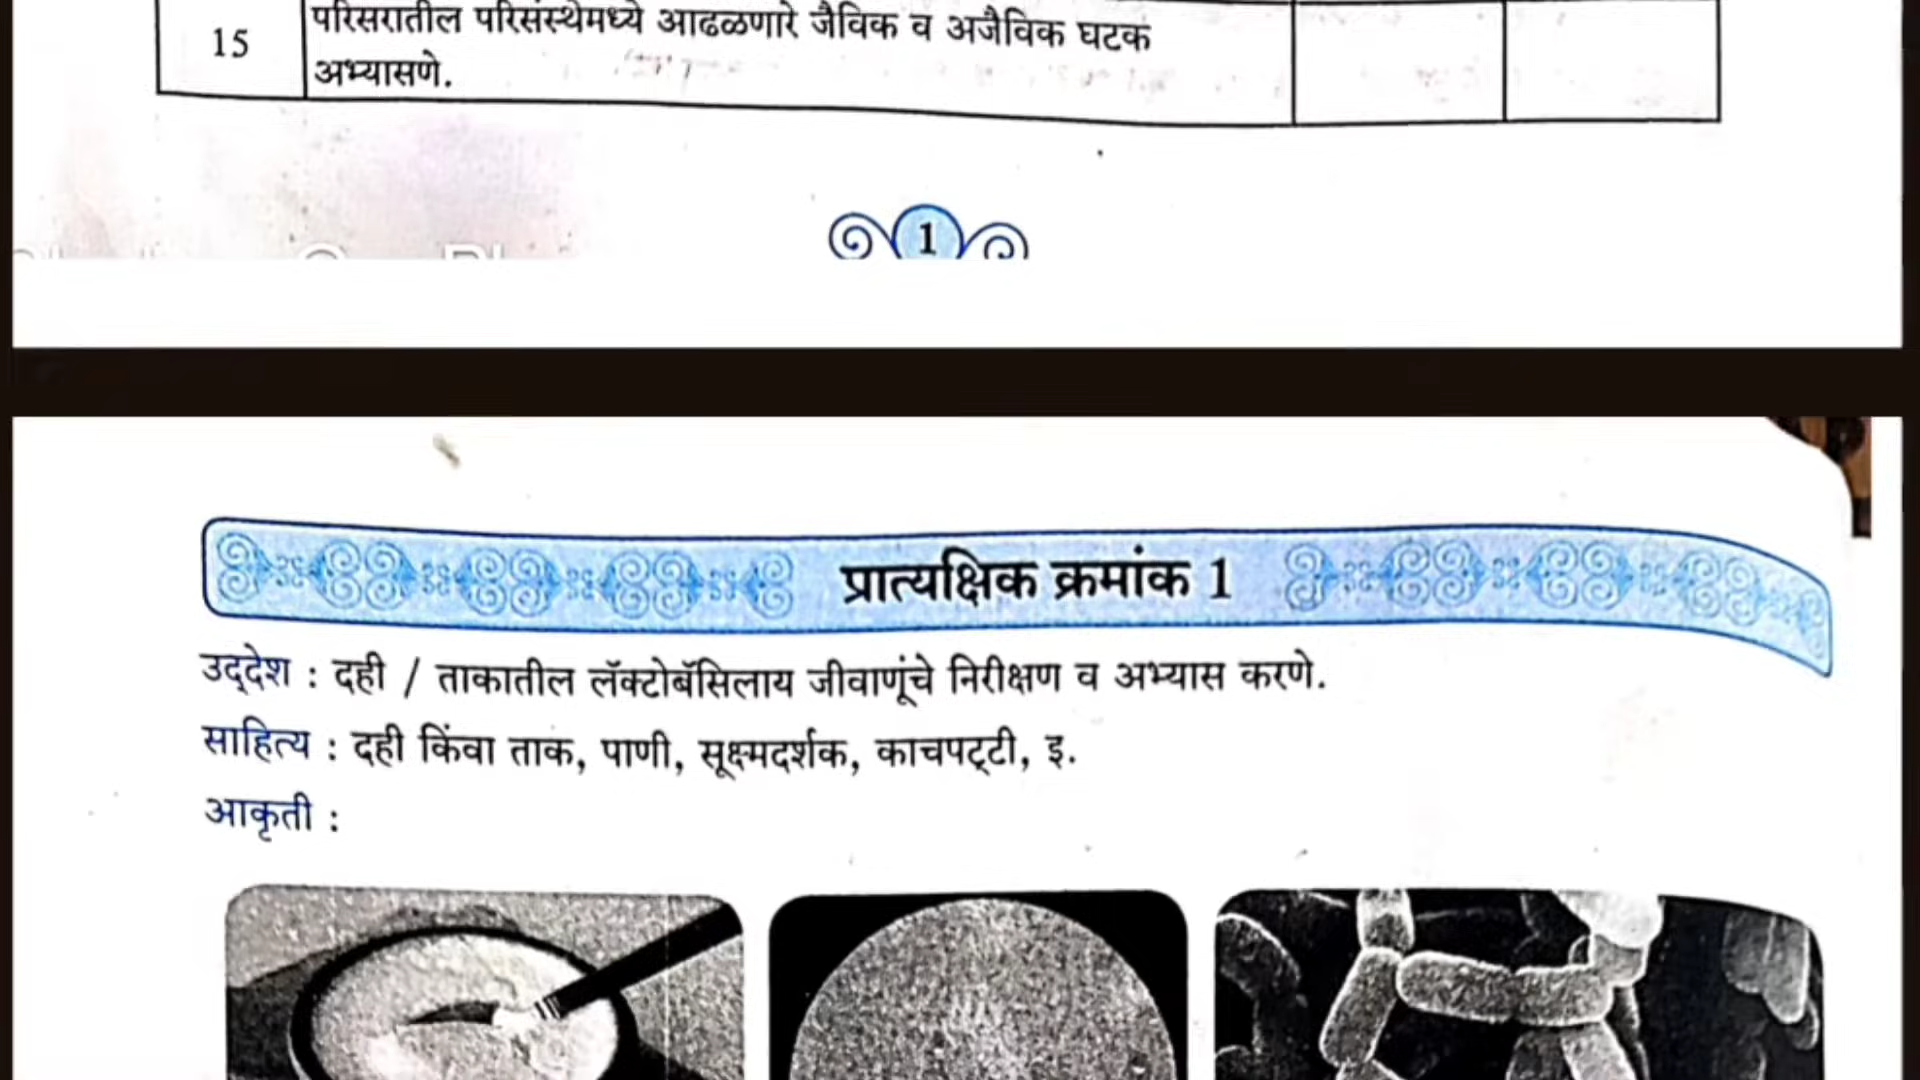 15
परिसरातील परिसंस्थेमध्ये आढळणारे जैविक व अजैविक घटक
अभ्यासणे.
1
प्रात्यक्षिक क्रमांक 1
उद्देश : दही / ताकातील लॅक्टोबॅसिलाय जीवाणूंचे निरीक्षण व अभ्यास करणे.
साहित्य : दही किंवा ताक, पाणी, सूक्ष्मदर्शक, काचपट्टी, इ.
आकृती :